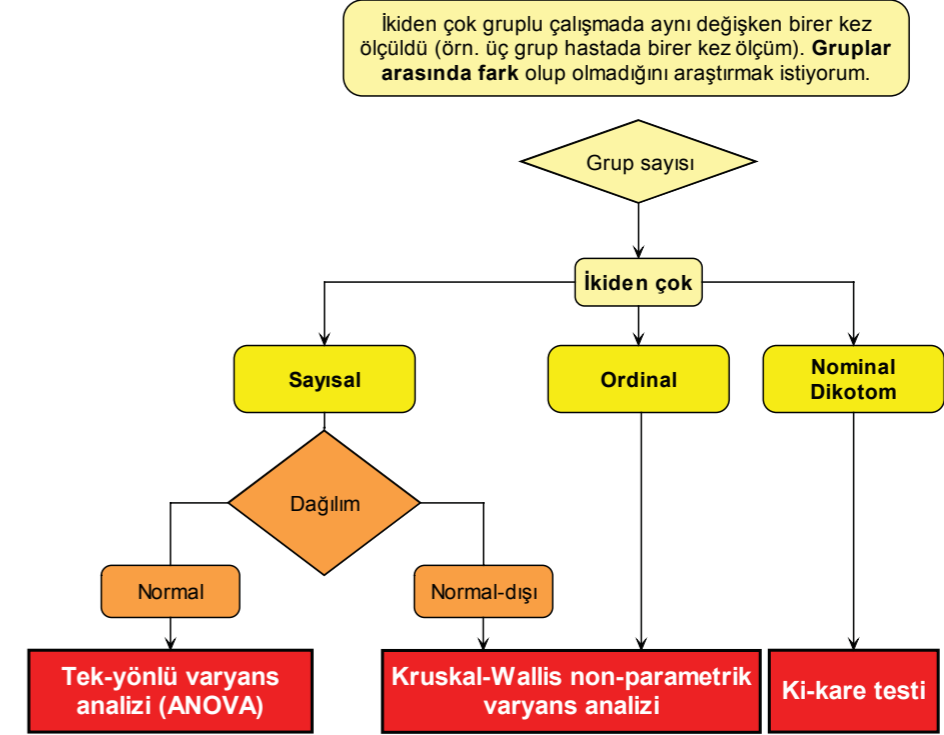 İkiden çok gruplu çalışmada aynı değişken birer kez
ölçüldü (örn. üç grup hastada birer kez ölçüm). Gruplar
arasında fark olup olmadığını araştırmak istiyorum.
Grup sayısı
İkiden çok
Sayısal
Ordinal
Nominal
Dikotom
Dağılım
Normal
Normal-dışı
Tek-yönlü varyans
analizi (ANOVA)
Kruskal-Wallis non-parametrik
varyans analizi
Ki-kare testi